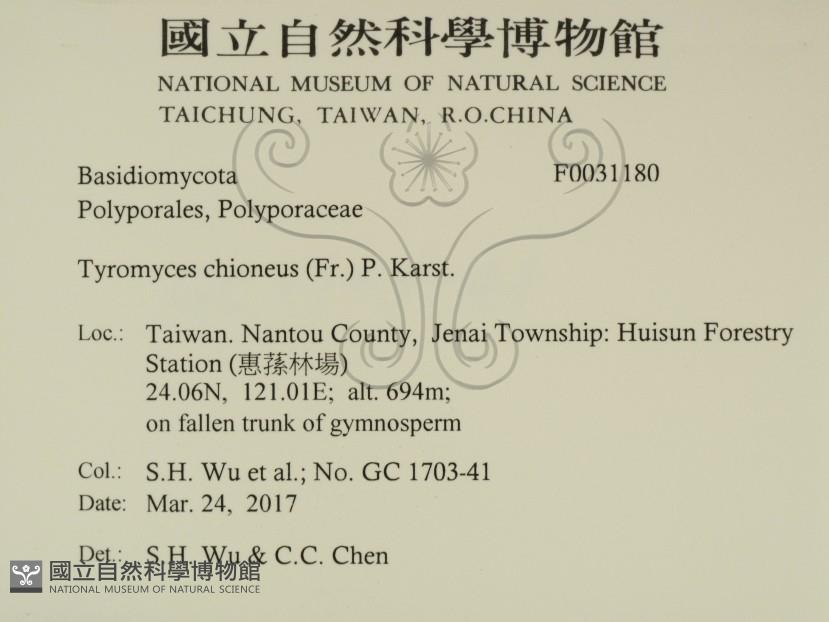 國立自然科學博物館
NATIONAL MUSEUM OF NATURAL SCIENCE
TAICHUNG, TAIWAN, R.O.CHINA
Basidiomycota F0031180
Polyporales, Polyporaceae
Tyromyces chioneus (Fr.) P. Karst.
Loc.: Taiwan. Nantou County, Jenai Township: Huisun Forestry
Station (惠蓀林場)
24.06N, 121.01E; alt. 694m;
on fallen trunk of gymnosperm
Col.: S.H. Wu et al.; No. GC 1703-41
Date: Mar. 24, 2017
Det.: S.H. Wu & C.C. Chen
國立自然科學博物館
NATIONAL MUSEUM OF NATURAL SCIENCE